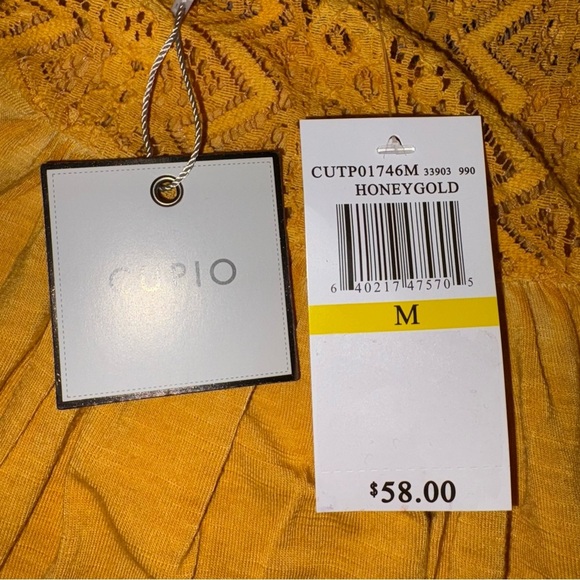 CUPIO
CUTP01746M 33903 990
HONEYGOLD
6 40217 47570 5
M
$58.00